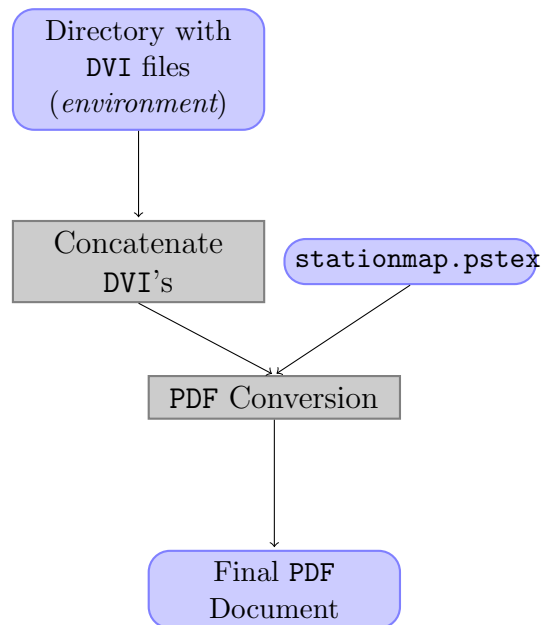 Directory with
DVI files
(environment)
Concatenate
DVI's
stationmap.pstex
PDF Conversion
Final PDF
Document